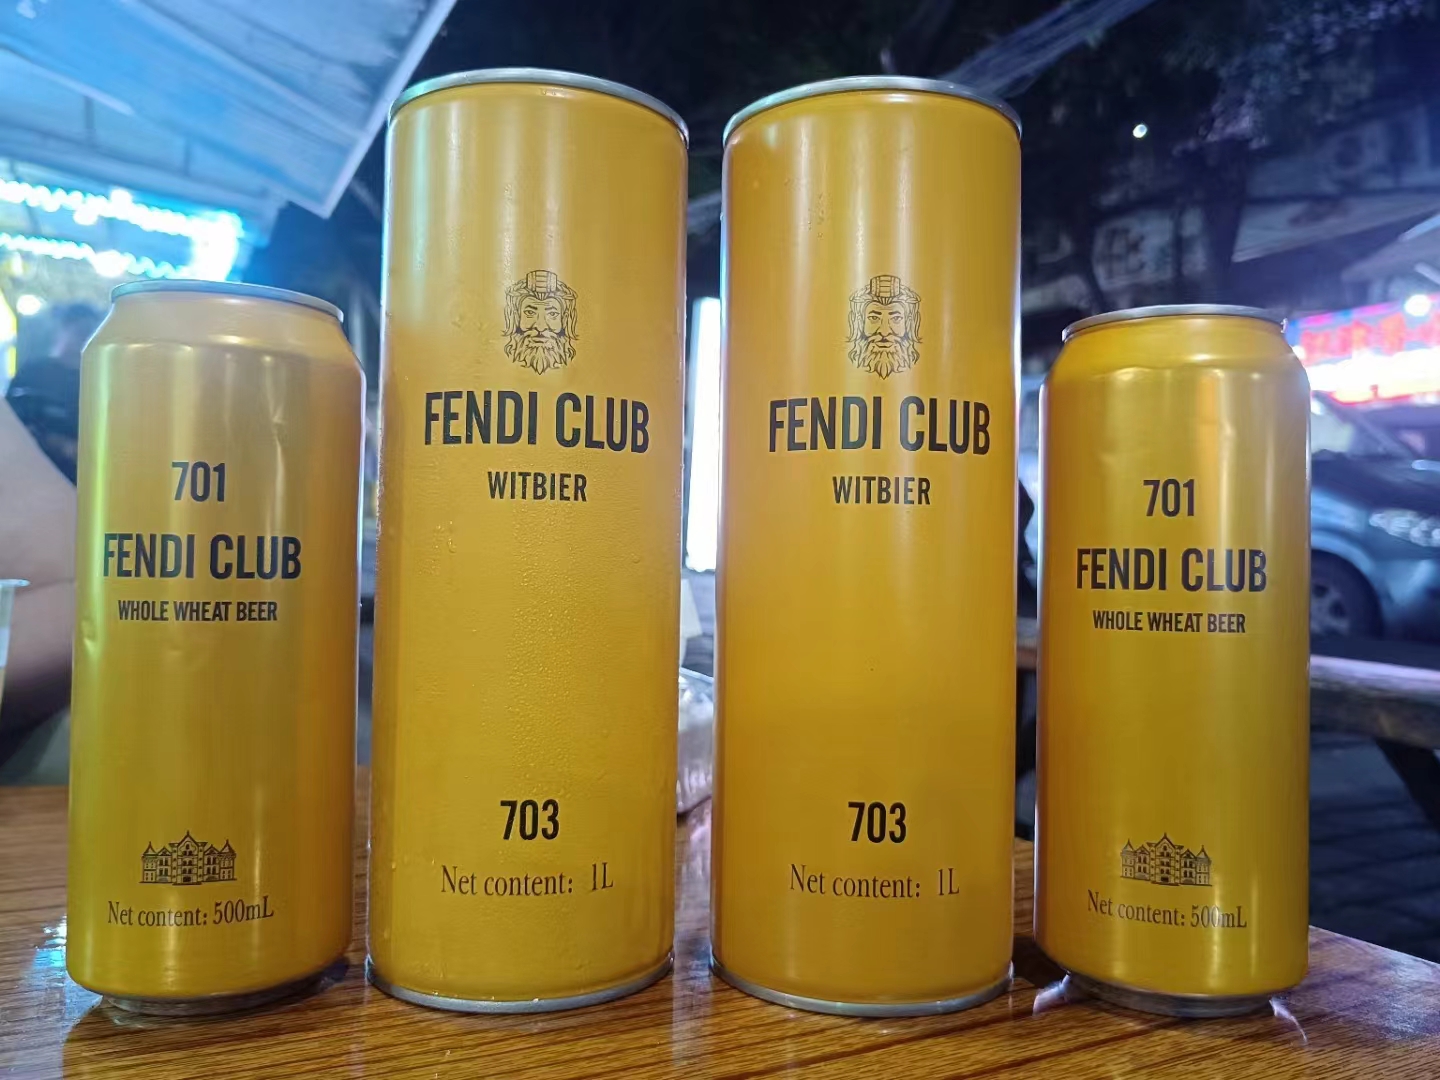 701
FENDI CLUB
WHOLE WHEAT BEER
Net content: 500mL
FENDI CLUB
WITBIER
703
Net content: 1L
FENDI CLUB
WITBIER
703
Net content: 1L
701
FENDI CLUB
WHOLE WHEAT BEER
Net content: 500mL